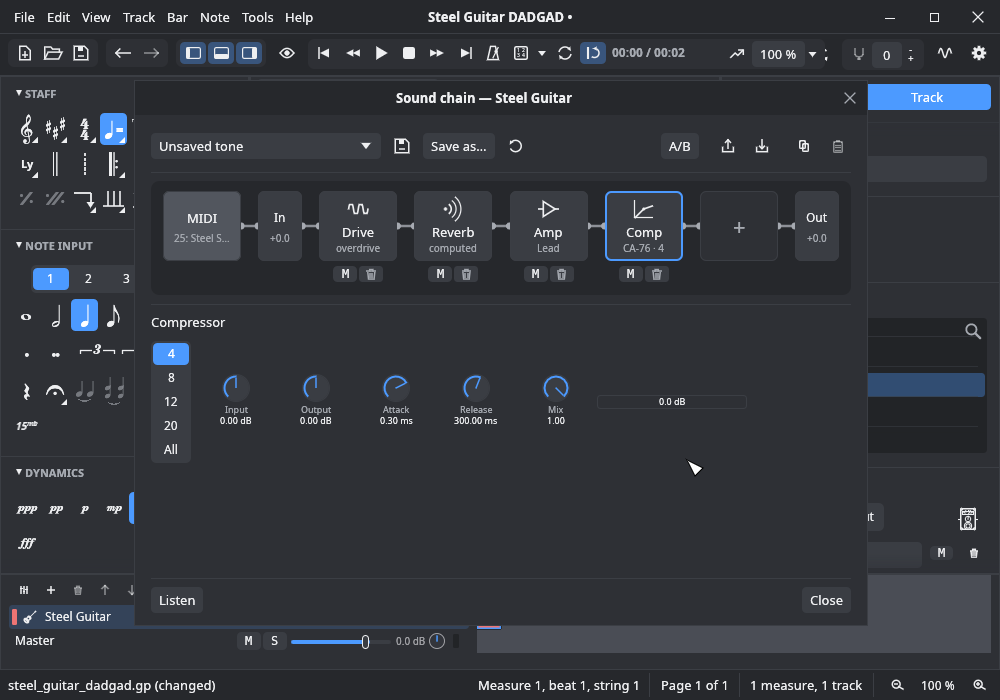 File Edit View Track Bar Note Tools Help
Steel Guitar DADGAD •
00:00 / 00:02
100 %
0
Track
STAFF
Ly
NOTE INPUT
1 2 3
3
15mb
DYNAMICS
ppp pp p mp
fff
Sound chain — Steel Guitar
Unsaved tone
Save as...
A/B
MIDI
25: Steel S...
In
+0.0
Drive
overdrive
Reverb
computed
Amp
Lead
Comp
CA-76 · 4
+
Out
+0.0
M M M M
Compressor
4
8
12
20
All
Input
0.00 dB
Output
0.00 dB
Attack
0.30 ms
Release
300.00 ms
Mix
1.00
0.0 dB
Listen
Close
M
Steel Guitar
Master
M S
0.0 dB
steel_guitar_dadgad.gp (changed)
Measure 1, beat 1, string 1
Page 1 of 1
1 measure, 1 track
100 %